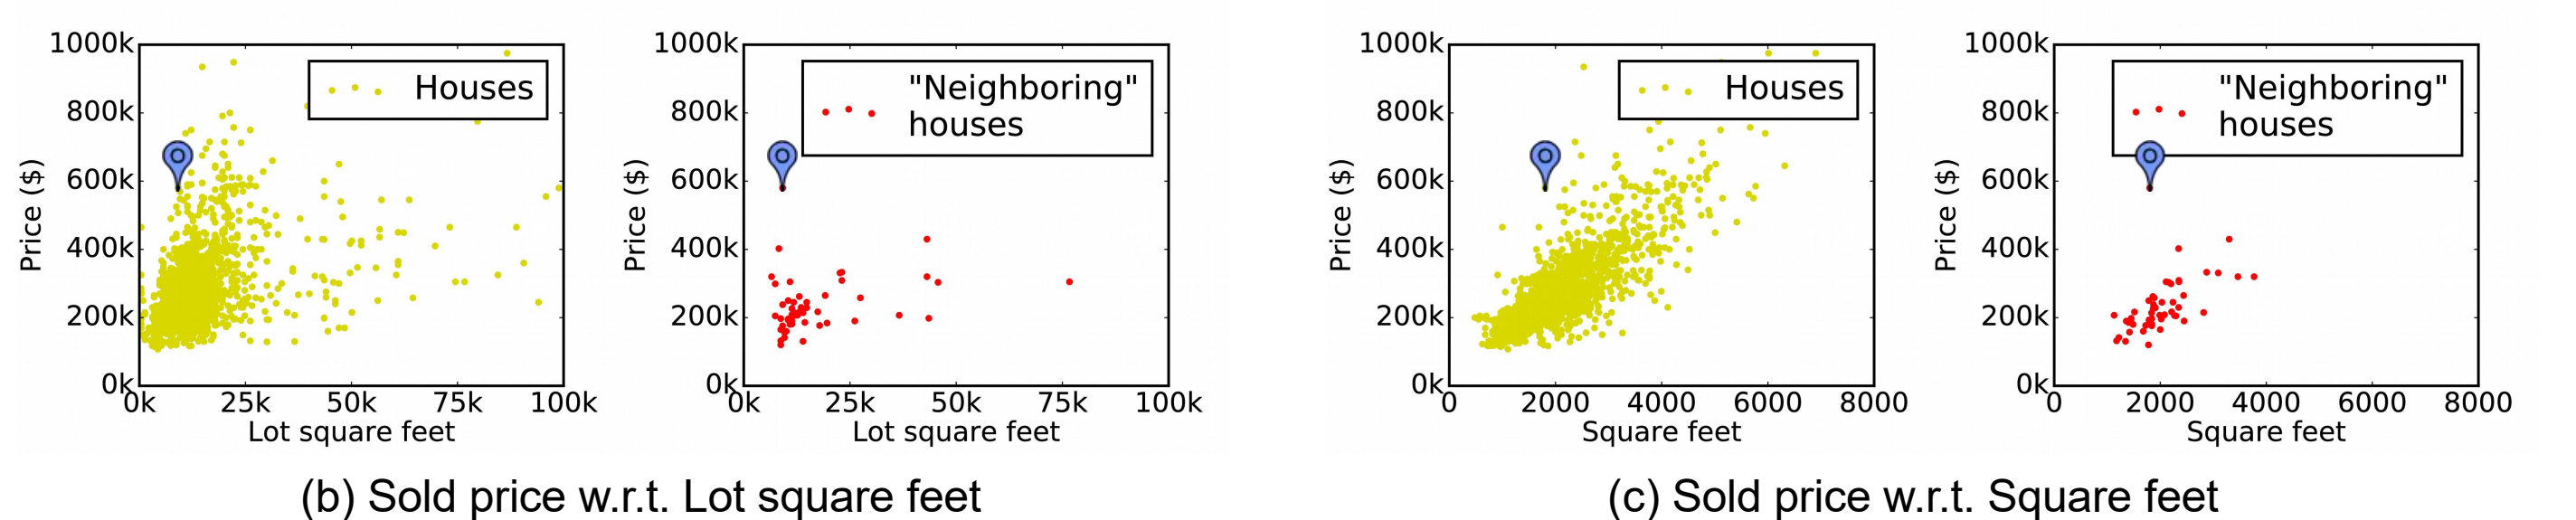 1000k
800k
600k
400k
200k
0k
Price ($)
Houses
0k 25k 50k 75k 100k
Lot square feet
1000k
800k
600k
400k
200k
0k
Price ($)
"Neighboring"
houses
0k 25k 50k 75k 100k
Lot square feet
(b) Sold price w.r.t. Lot square feet
1000k
800k
600k
400k
200k
0k
Price ($)
Houses
0 2000 4000 6000 8000
Square feet
1000k
800k
600k
400k
200k
0k
Price ($)
"Neighboring"
houses
0 2000 4000 6000 8000
Square feet
(c) Sold price w.r.t. Square feet